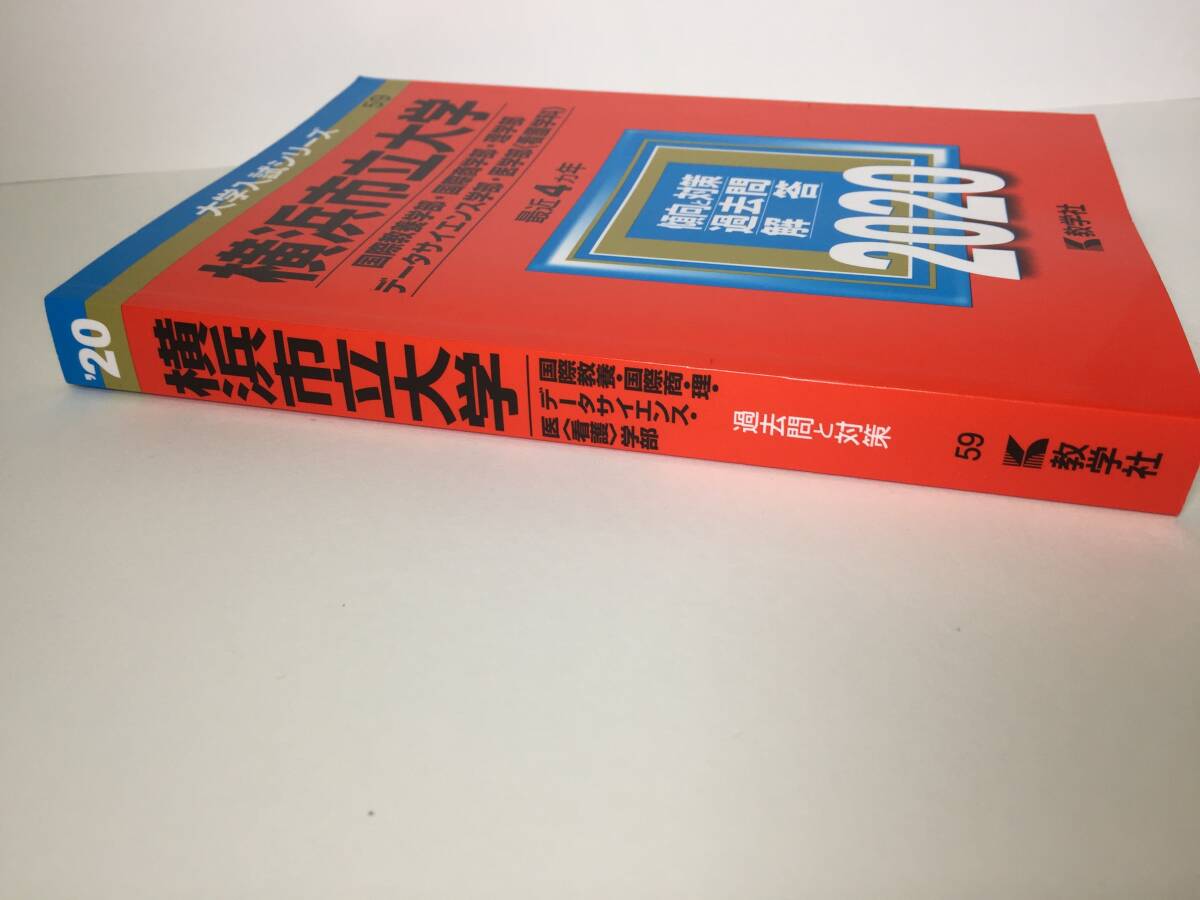 大学入試シリーズ
59
横浜市立大学
国際教養学部・国際商学部・理学部
データサイエンス学部・医学部〈看護学科〉
最近4カ年
傾向と対策
過去問
解答
2020
教学社
'20
横浜市立大学
国際教養・国際商・理・
データサイエンス・
医〈看護〉学部
過去問と対策
59
教学社